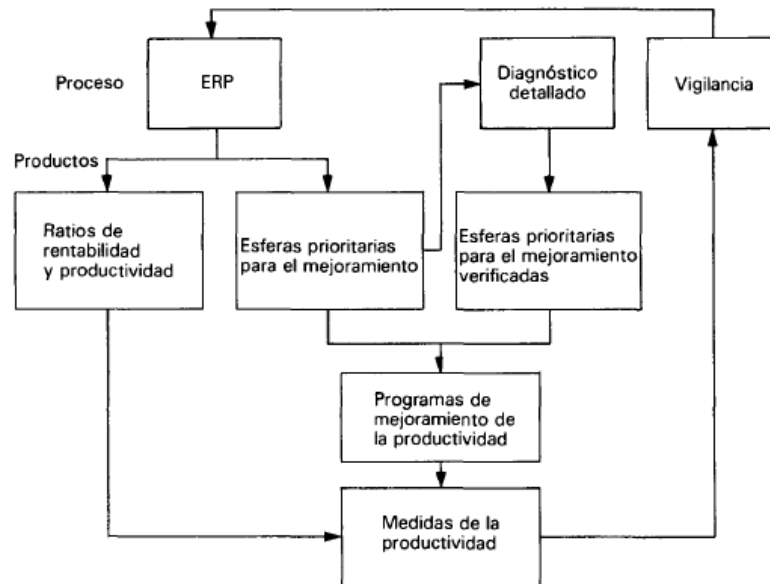 Proceso
ERP
Diagnóstico
detallado
Vigilancia
Productos
Ratios de
rentabilidad
y productividad
Esferas prioritarias
para el mejoramiento
Esferas prioritarias
para el mejoramiento
verificadas
Programas de
mejoramiento de
la productividad
Medidas de la
productividad